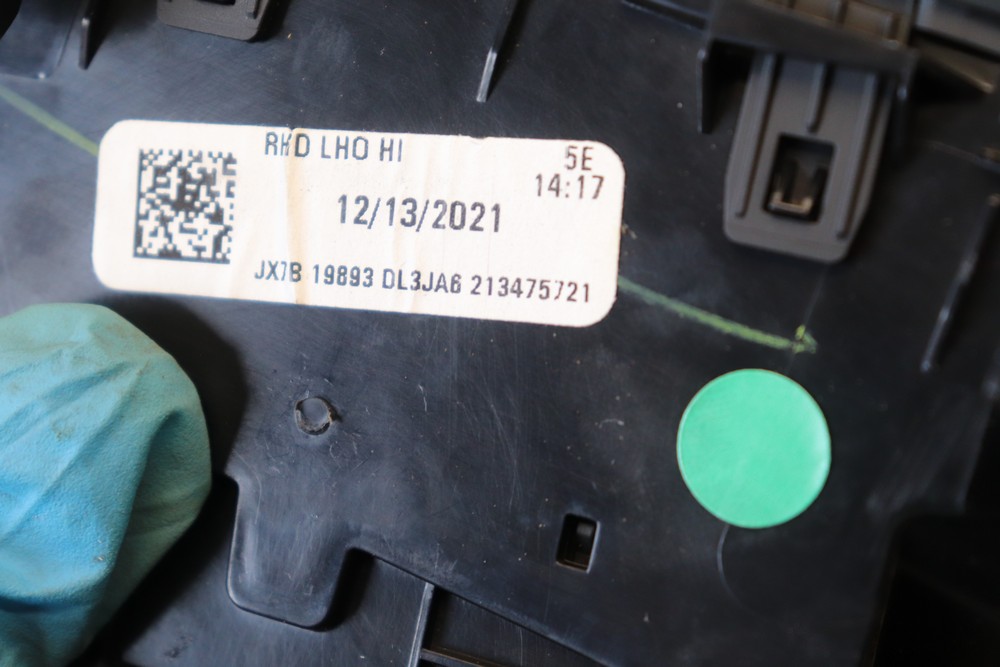 RHD LHO HI
5E
14:17
12/13/2021
JX7B 19893 DL3JA6 213475721